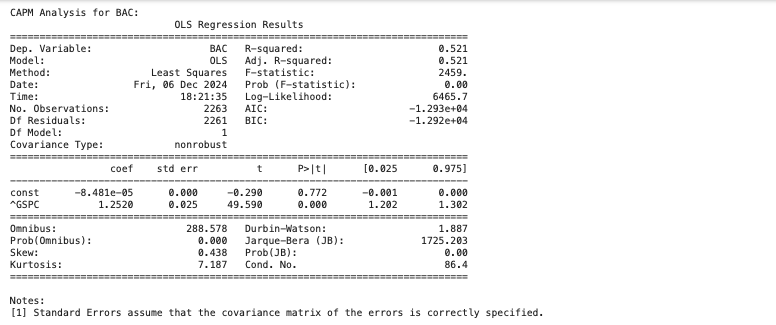 CAPM Analysis for BAC:
                            OLS Regression Results
==============================================================================
Dep. Variable:                    BAC   R-squared:                       0.521
Model:                            OLS   Adj. R-squared:                  0.521
Method:                 Least Squares   F-statistic:                     2459.
Date:                Fri, 06 Dec 2024   Prob (F-statistic):               0.00
Time:                        18:21:35   Log-Likelihood:                 6465.7
No. Observations:                2263   AIC:                        -1.293e+04
Df Residuals:                    2261   BIC:                        -1.292e+04
Df Model:                           1
Covariance Type:            nonrobust
==============================================================================
                 coef    std err          t      P>|t|      [0.025      0.975]
------------------------------------------------------------------------------
const      -8.481e-05      0.000     -0.290      0.772      -0.001       0.000
^GSPC          1.2520      0.025     49.590      0.000       1.202       1.302
==============================================================================
Omnibus:                      288.578   Durbin-Watson:                   1.887
Prob(Omnibus):                  0.000   Jarque-Bera (JB):             1725.203
Skew:                           0.438   Prob(JB):                         0.00
Kurtosis:                       7.187   Cond. No.                         86.4
==============================================================================
Notes:
[1] Standard Errors assume that the covariance matrix of the errors is correctly specified.